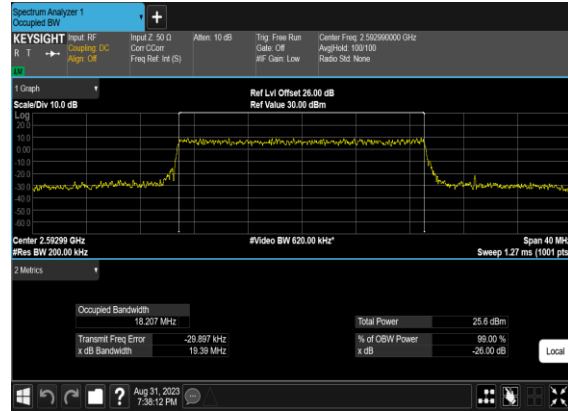 Spectrum Analyzer 1
Occupied BW
+
KEYSIGHT Input: RF Input Z: 50 Ω Atten: 10 dB Trig: Free Run Center Freq: 2.592990000 GHz
R T Coupling: DC Corr CCorr Gate: Off Avg|Hold: 100/100
Align: Off Freq Ref: Int (S) #IF Gain: Low Radio Std: None
1 Graph Ref Lvl Offset 26.00 dB
Scale/Div 10.0 dB Ref Value 30.00 dBm
Log
20.0
10.0
0.00
-10.0
-20.0
-30.0
-40.0
-50.0
-60.0
Center 2.59299 GHz #Video BW 620.00 kHz* Span 40 MHz
#Res BW 200.00 kHz Sweep 1.27 ms (1001 pts
2 Metrics
Occupied Bandwidth
18.207 MHz Total Power 25.6 dBm
Transmit Freq Error -29.897 kHz % of OBW Power 99.00 %
x dB Bandwidth 19.39 MHz x dB -26.00 dB
Local
? Aug 31, 2023
7:38:12 PM